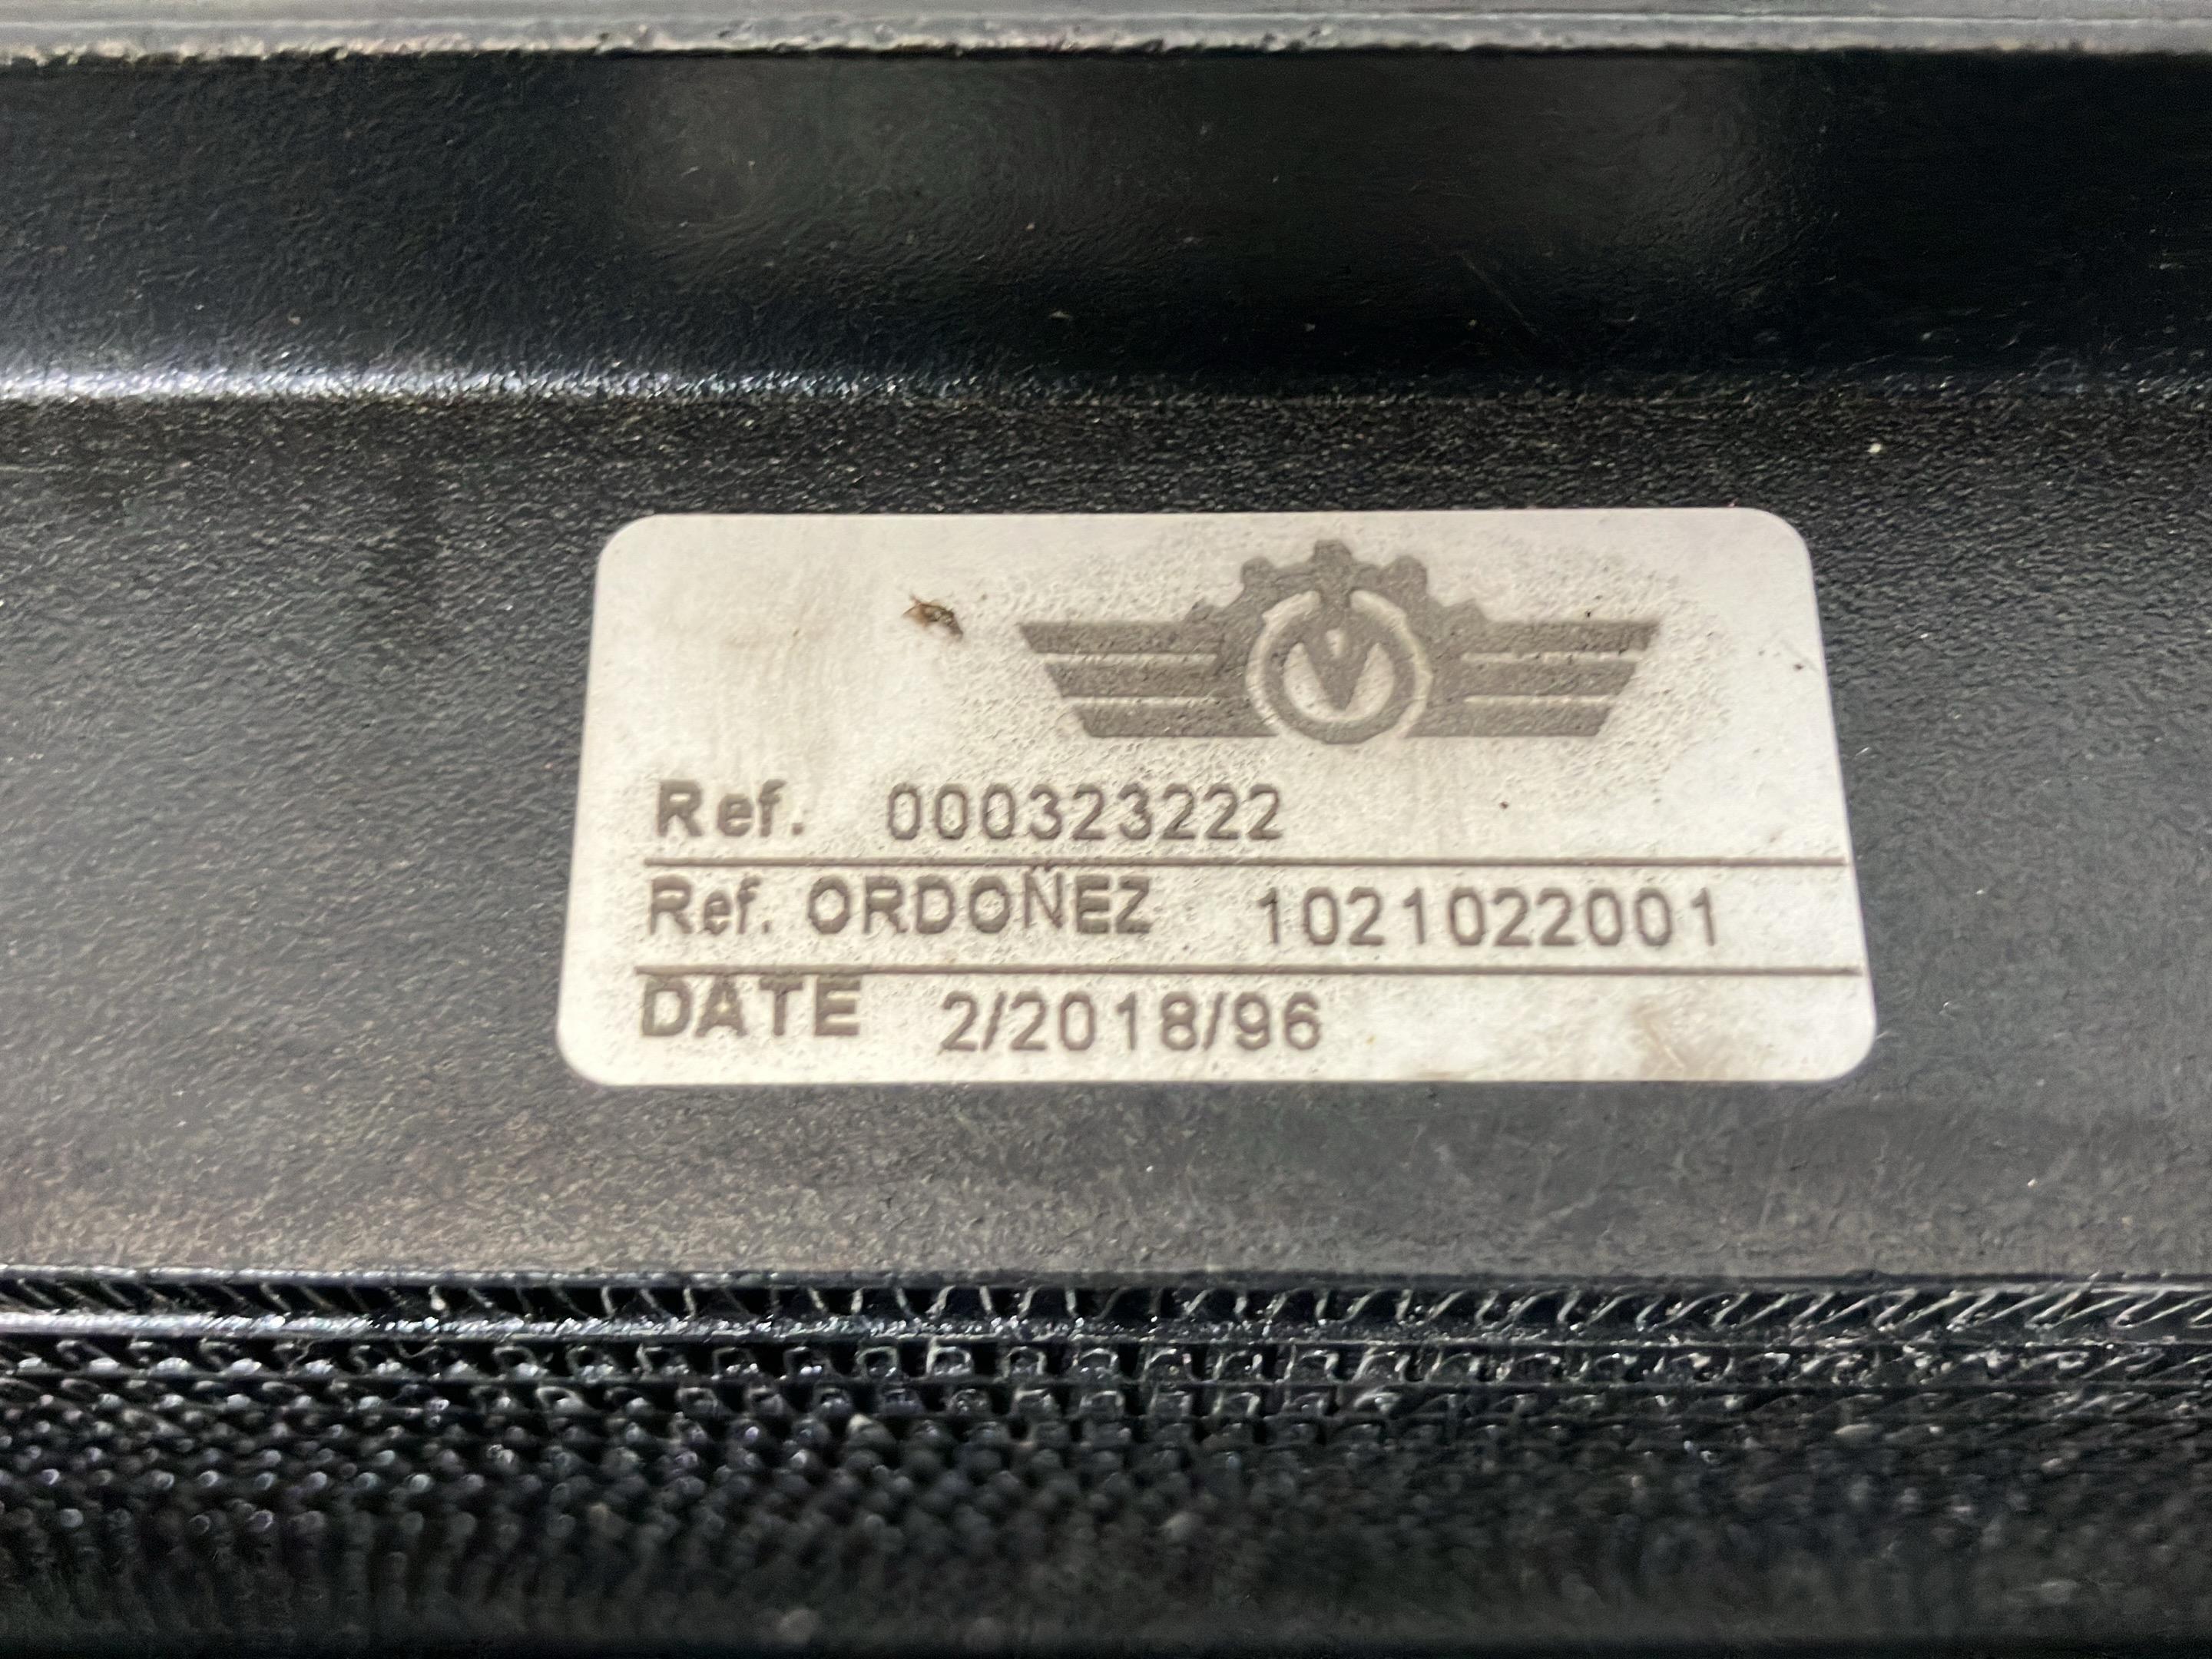 Ref. 000323222
Ref. ORDOÑEZ 1021022001
DATE 2/2018/96